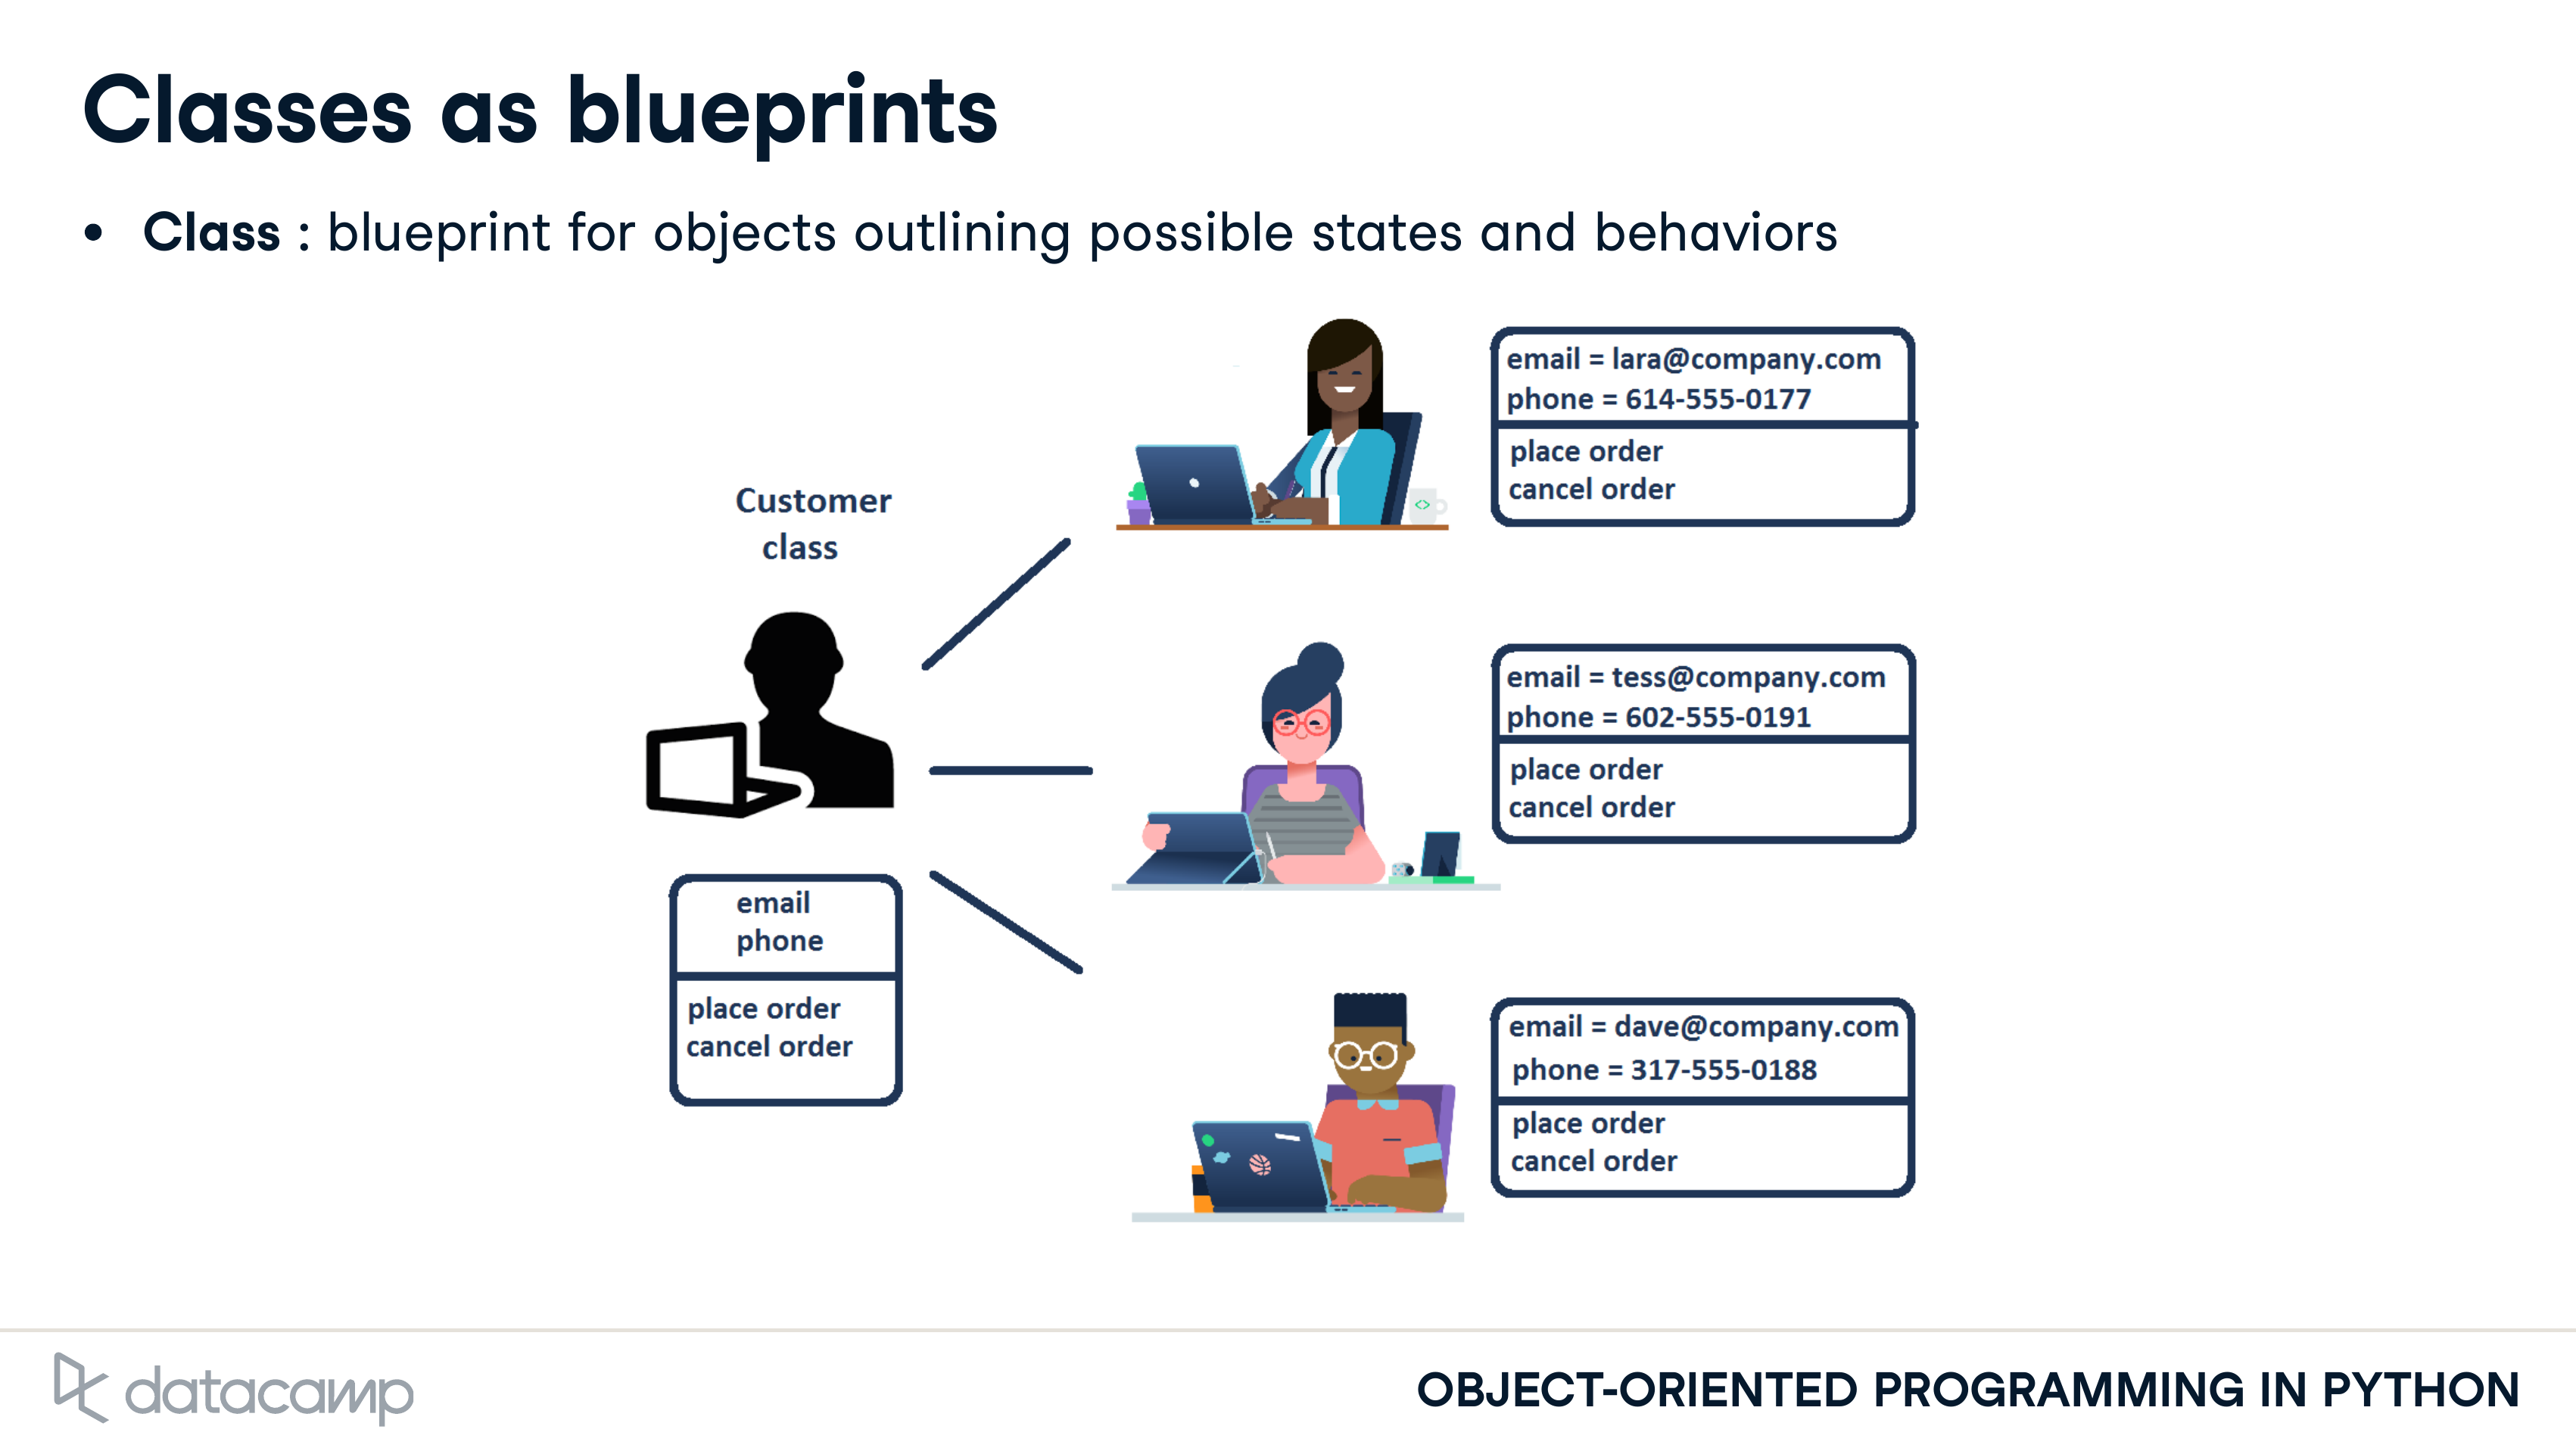 Classes as blueprints
• Class : blueprint for objects outlining possible states and behaviors
Customer
class
email
phone
place order
cancel order
email = lara@company.com
phone = 614-555-0177
place order
cancel order
email = tess@company.com
phone = 602-555-0191
place order
cancel order
email = dave@company.com
phone = 317-555-0188
place order
cancel order
datacamp
OBJECT-ORIENTED PROGRAMMING IN PYTHON